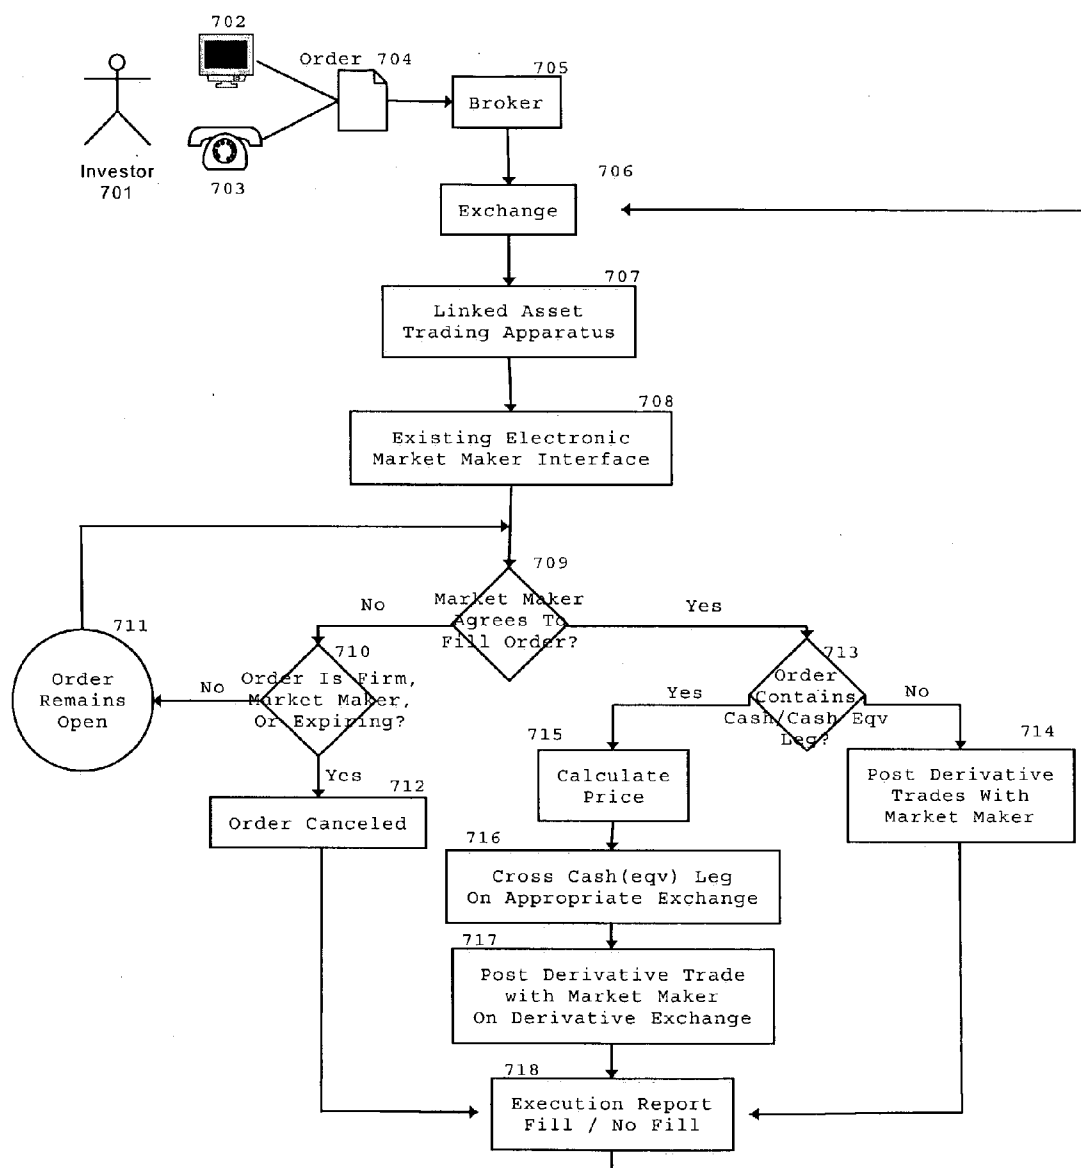 702
Order 704
705
Broker
Investor
701
703
706
Exchange
707
Linked Asset
Trading Apparatus
708
Existing Electronic
Market Maker Interface
709
Market Maker
Agrees To
Fill Order?
No
Yes
711
Order
Remains
Open
710
Order Is Firm,
Market Maker,
Or Expiring?
No
Yes
712
Order Canceled
713
Order
Contains
Cash/Cash Eqv
Leg?
Yes
No
715
Calculate
Price
714
Post Derivative
Trades With
Market Maker
716
Cross Cash(eqv) Leg
On Appropriate Exchange
717
Post Derivative Trade
with Market Maker
On Derivative Exchange
718
Execution Report
Fill / No Fill